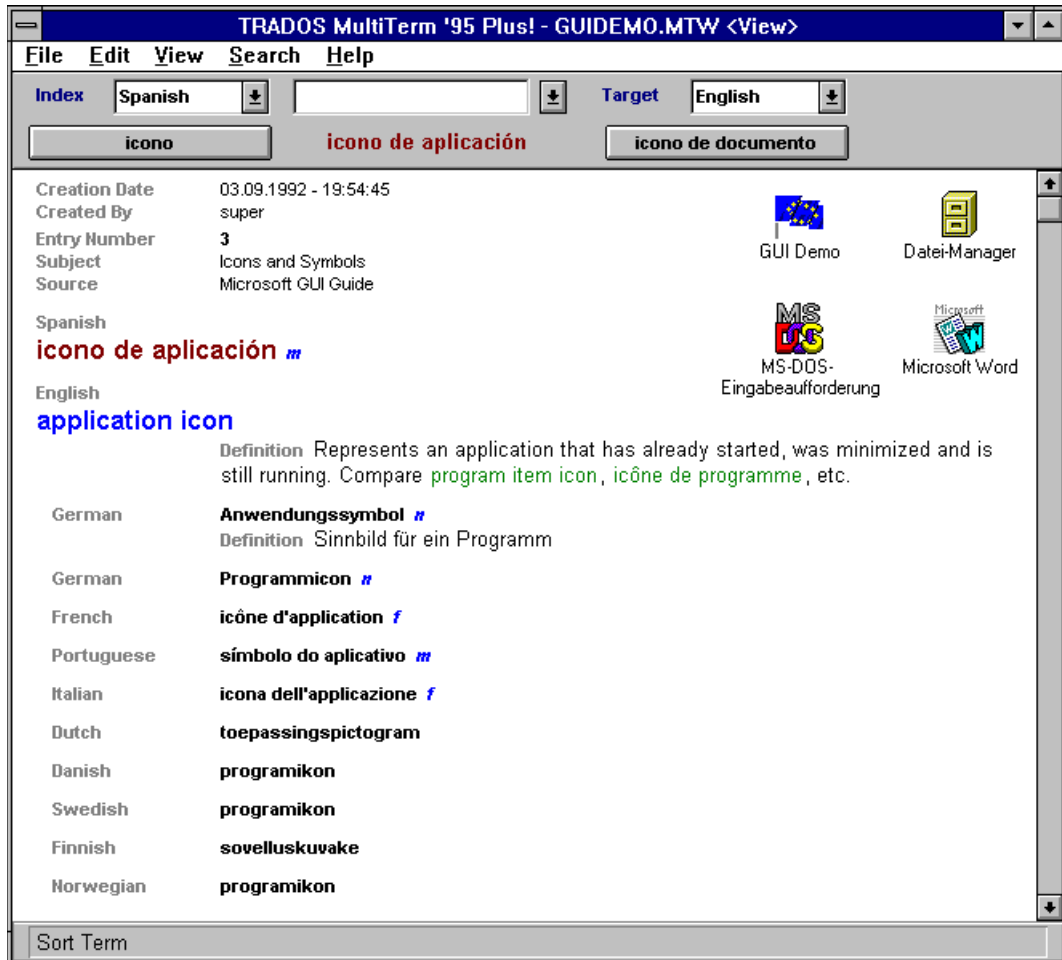 TRADOS MultiTerm '95 Plus! - GUIDEMO.MTW <View>
File Edit View Search Help
Index Spanish Target English
icono icono de aplicación icono de documento
Creation Date 03.09.1992 - 19:54:45
Created By super
Entry Number 3
Subject Icons and Symbols
Source Microsoft GUI Guide
GUI Demo Datei-Manager
Spanish
icono de aplicación m
MS DOS Microsoft W
MS-DOS-Eingabeaufforderung Microsoft Word
English
application icon
Definition Represents an application that has already started, was minimized and is
still running. Compare program item icon, icône de programme, etc.
German Anwendungssymbol n
Definition Sinnbild für ein Programm
German Programmicon n
French icône d'application f
Portuguese símbolo do aplicativo m
Italian icona dell'applicazione f
Dutch toepassingspictogram
Danish programikon
Swedish programikon
Finnish sovelluskuvake
Norwegian programikon
Sort Term